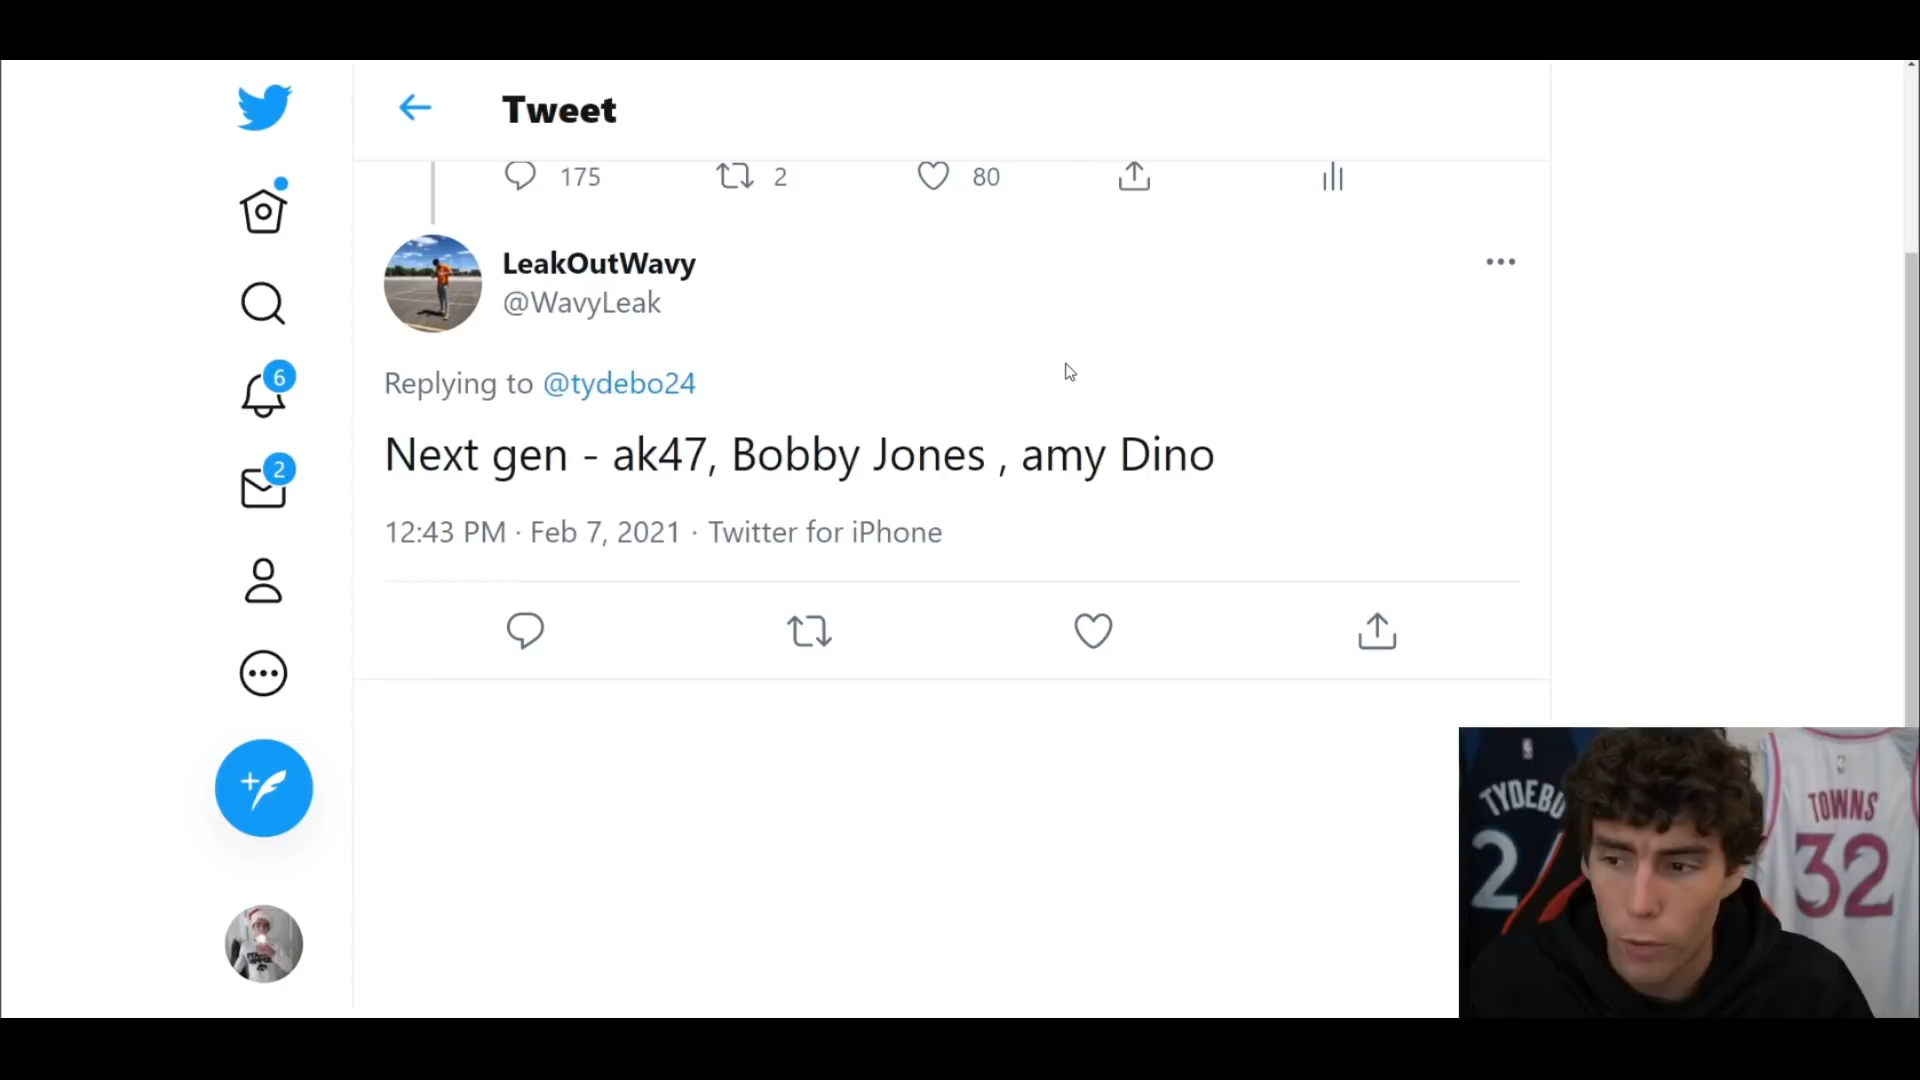 Tweet
175 2 80
LeakOutWavy
@WavyLeak
Replying to @tydebo24
Next gen - ak47, Bobby Jones , amy Dino
12:43 PM · Feb 7, 2021 · Twitter for iPhone
6
2
TYDEBO
2
TOWNS
32